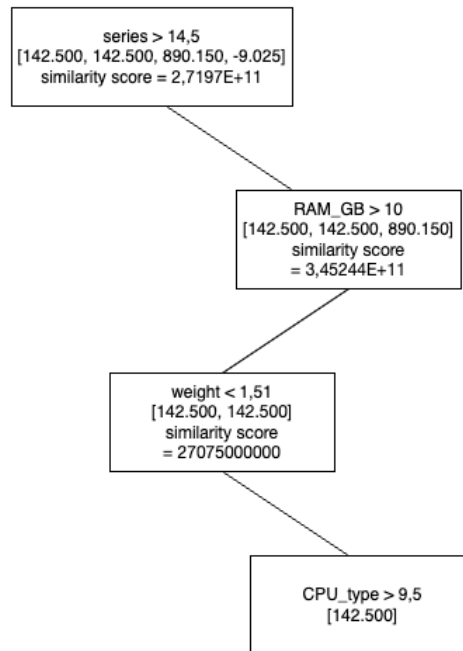 series > 14,5
[142.500, 142.500, 890.150, -9.025]
similarity score = 2,7197E+11
RAM_GB > 10
[142.500, 142.500, 890.150]
similarity score
= 3,45244E+11
weight < 1,51
[142.500, 142.500]
similarity score
= 27075000000
CPU_type > 9,5
[142.500]